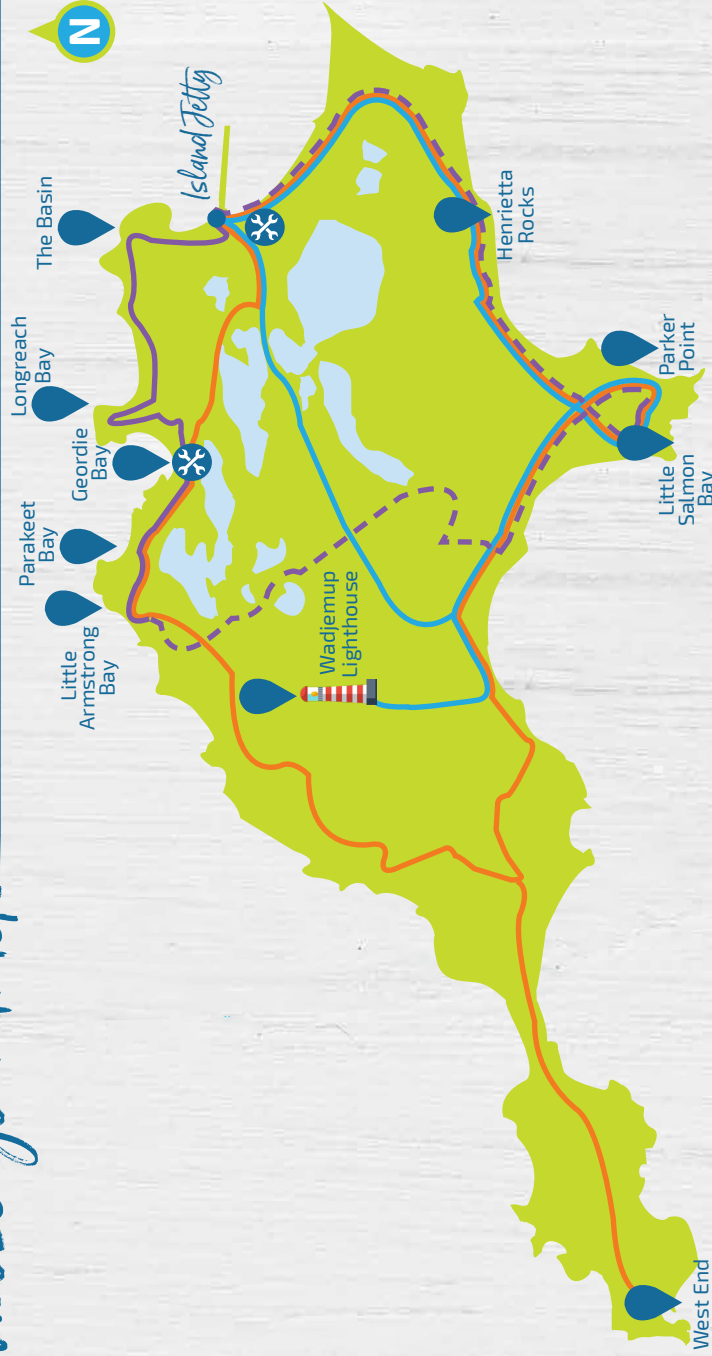 N
Island Jetty
The Basin
Longreach
Bay
Geordie
Bay
Parakeet
Bay
Little
Armstrong
Bay
Wadjemup
Lighthouse
Henrietta
Rocks
Parker
Point
Little
Salmon
Bay
West End